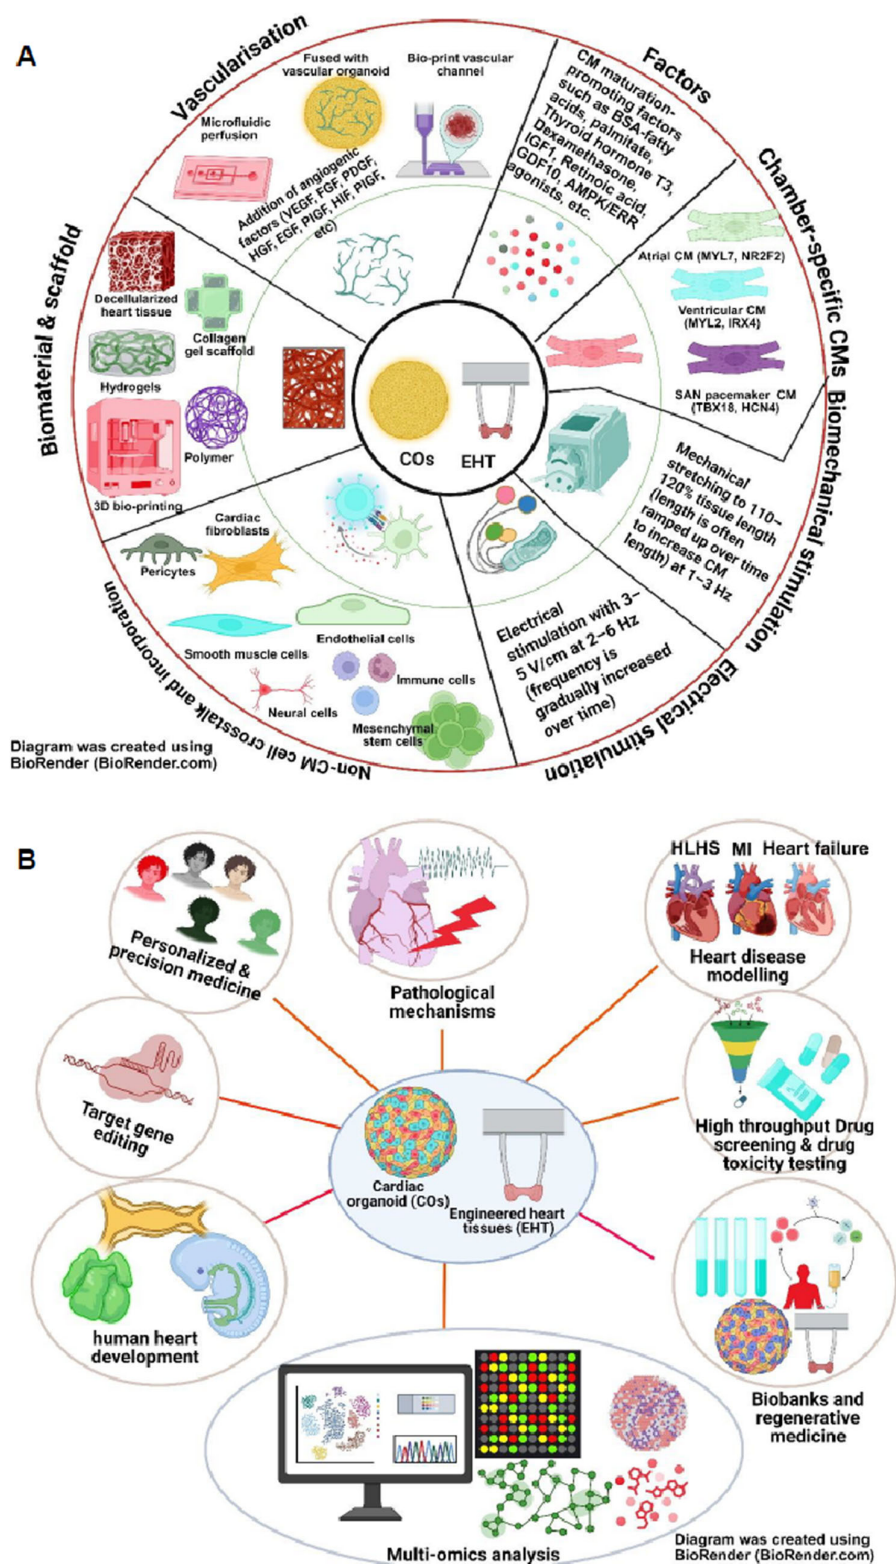 A
Vascularisation
Fused with
vascular organoid
Bio-print vascular
channel
Microfluidic
perfusion
Addition of angiogenic
factors (VEGF, FGF, PDGF,
HGF, EGF, PlGF, HIF, PlGF,
etc)
Factors
CM maturation-
promoting factors
such as BSA-fatty
acids, palmitate,
Thyroid hormone T3,
Dexamethasone,
IGF1, Retinoic acid,
GDF10, AMPK/ERR
agonists, etc.
Chamber-specific CMs
Atrial CM (MYL7, NR2F2)
Ventricular CM
(MYL2, IRX4)
SAN pacemaker CM
(TBX18, HCN4)
Biomechanical stimulation
Mechanical
stretching to 110–
120% tissue length
(length is often
ramped up over time
to increase CM
length) at 1–3 Hz
Electrical stimulation
Electrical
stimulation with 3–
5 V/cm at 2–6 Hz
(frequency is
gradually increased
over time)
Non-CM cell crosstalk and incorporation
Cardiac
fibroblasts
Pericytes
Endothelial cells
Smooth muscle cells
Immune cells
Neural cells
Mesenchymal
stem cells
Biomaterial & scaffold
Decellularized
heart tissue
Collagen
gel scaffold
Hydrogels
Polymer
3D bio-printing
COs
EHT
Diagram was created using
BioRender (BioRender.com)
B
Personalized &
precision medicine
Pathological
mechanisms
HLHS MI Heart failure
Heart disease
modelling
Target gene
editing
High throughput Drug
screening & drug
toxicity testing
Cardiac
organoid (COs)
Engineered heart
tissues (EHT)
human heart
development
Biobanks and
regenerative
medicine
Multi-omics analysis
Diagram was created using
BioRender (BioRender.com)